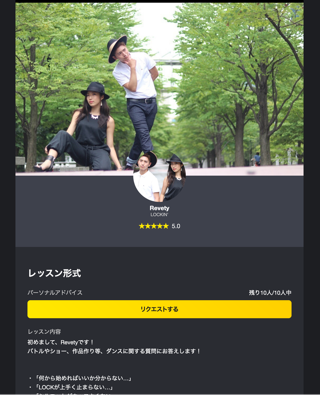 Revety
LOCKIN'
★★★★★ 5.0
レッスン形式
パーソナルアドバイス
残り10人/10人中
リクエストする
レッスン内容
初めまして、Revetyです！
バトルやショー、作品作り等、ダンスに関する質問にお答えします！
・「何から始めればいいか分からない…」
・「LOCKが上手く止まらない…」